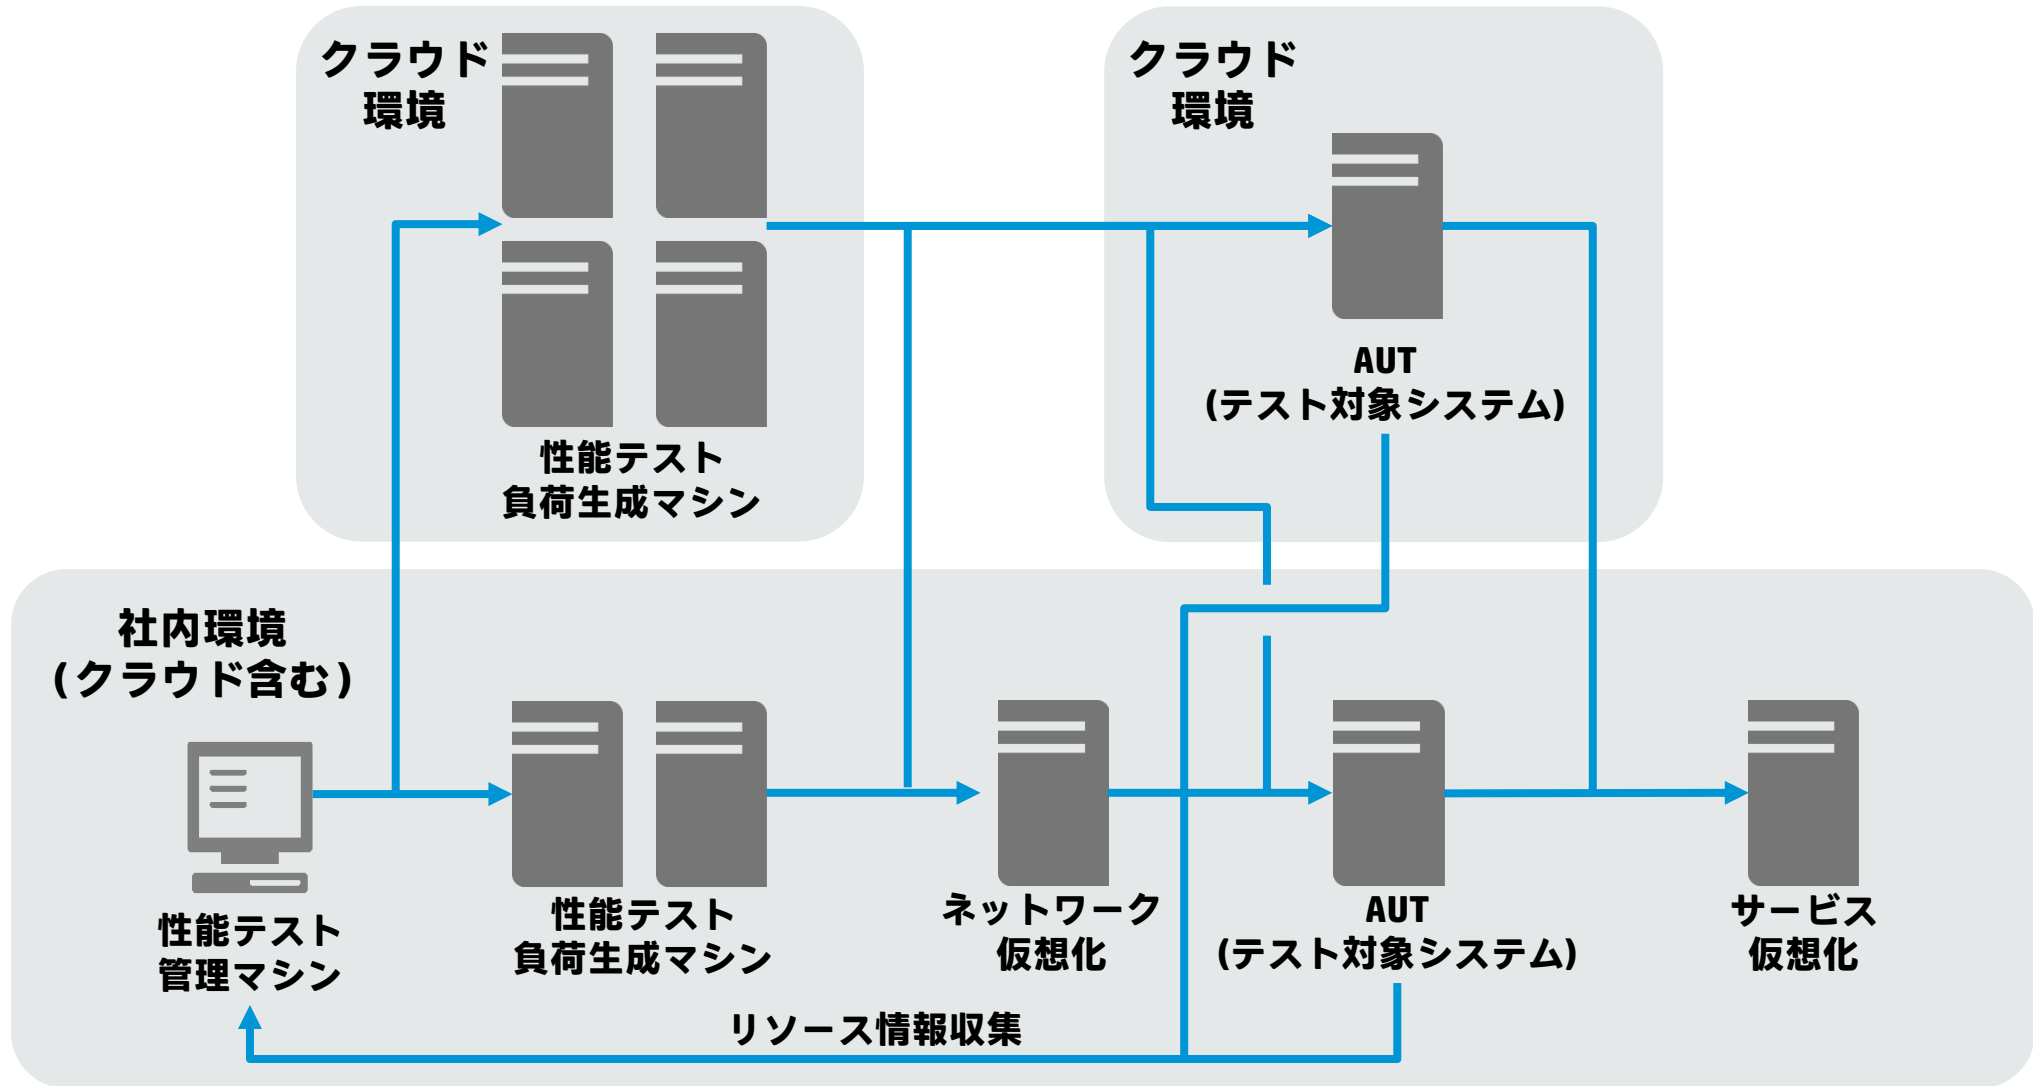 クラウド
環境
性能テスト
負荷生成マシン
クラウド
環境
AUT
(テスト対象システム)
社内環境
(クラウド含む)
性能テスト
管理マシン
性能テスト
負荷生成マシン
ネットワーク
仮想化
AUT
(テスト対象システム)
サービス
仮想化
リソース情報収集